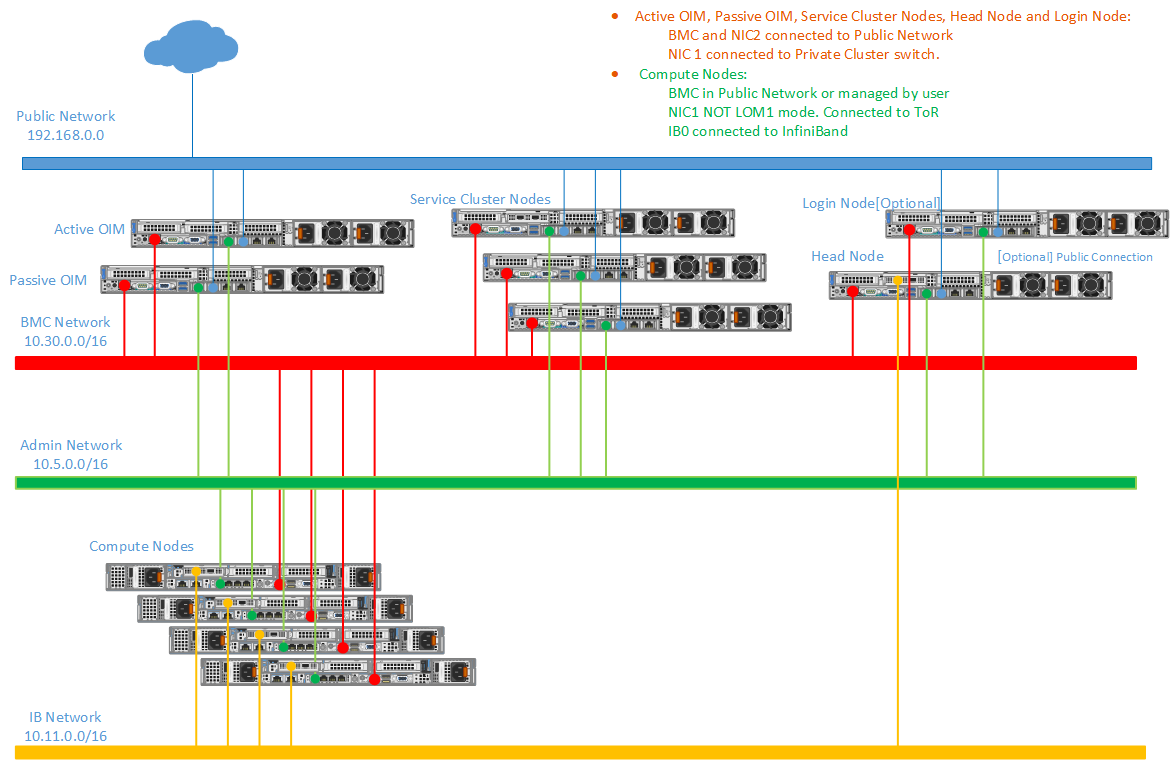 • Active OIM, Passive OIM, Service Cluster Nodes, Head Node and Login Node:
BMC and NIC2 connected to Public Network
NIC 1 connected to Private Cluster switch.
• Compute Nodes:
BMC in Public Network or managed by user
NIC1 NOT LOM1 mode. Connected to ToR
IB0 connected to InfiniBand
Public Network
192.168.0.0
Service Cluster Nodes
Login Node[Optional]
Active OIM
Head Node
[Optional] Public Connection
Passive OIM
BMC Network
10.30.0.0/16
Admin Network
10.5.0.0/16
Compute Nodes
IB Network
10.11.0.0/16